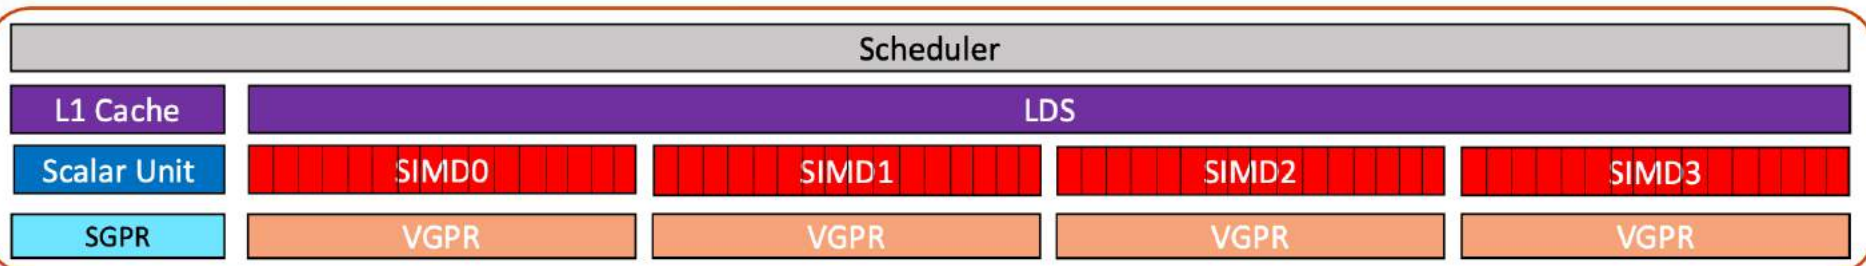 Scheduler
L1 Cache LDS
Scalar Unit SIMD0 SIMD1 SIMD2 SIMD3
SGPR VGPR VGPR VGPR VGPR